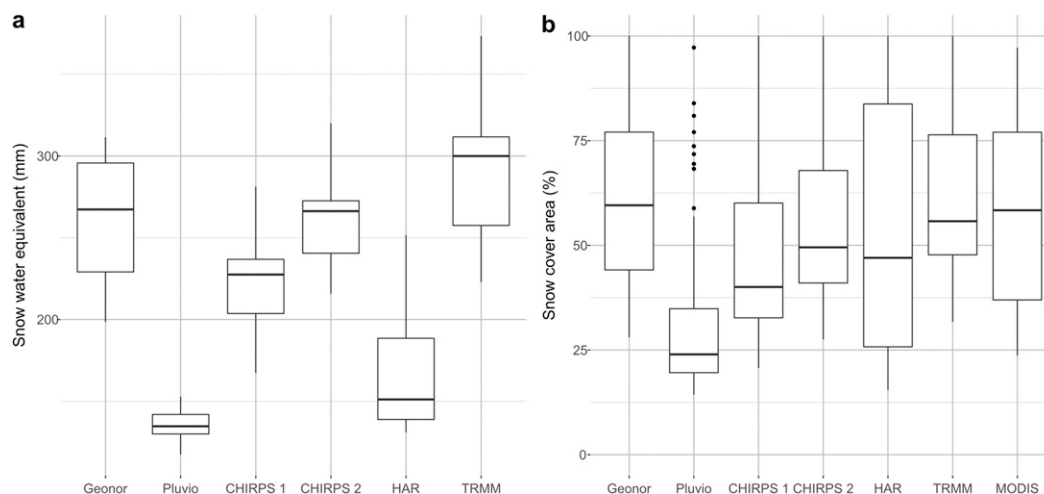 a
Snow water equivalent (mm)
300
200
Geonor Pluvio CHIRPS 1 CHIRPS 2 HAR TRMM
b
Snow cover area (%)
100
75
50
25
0
Geonor Pluvio CHIRPS 1 CHIRPS 2 HAR TRMM MODIS